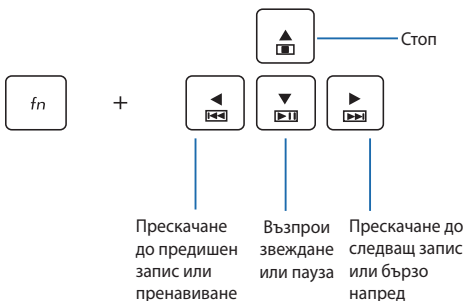 Стоп
fn
+
Прескачане
до предишен
запис или
пренавиване
Възпрои
звеждане
или пауза
Прескачане до
следващ запис
или бързо
напред